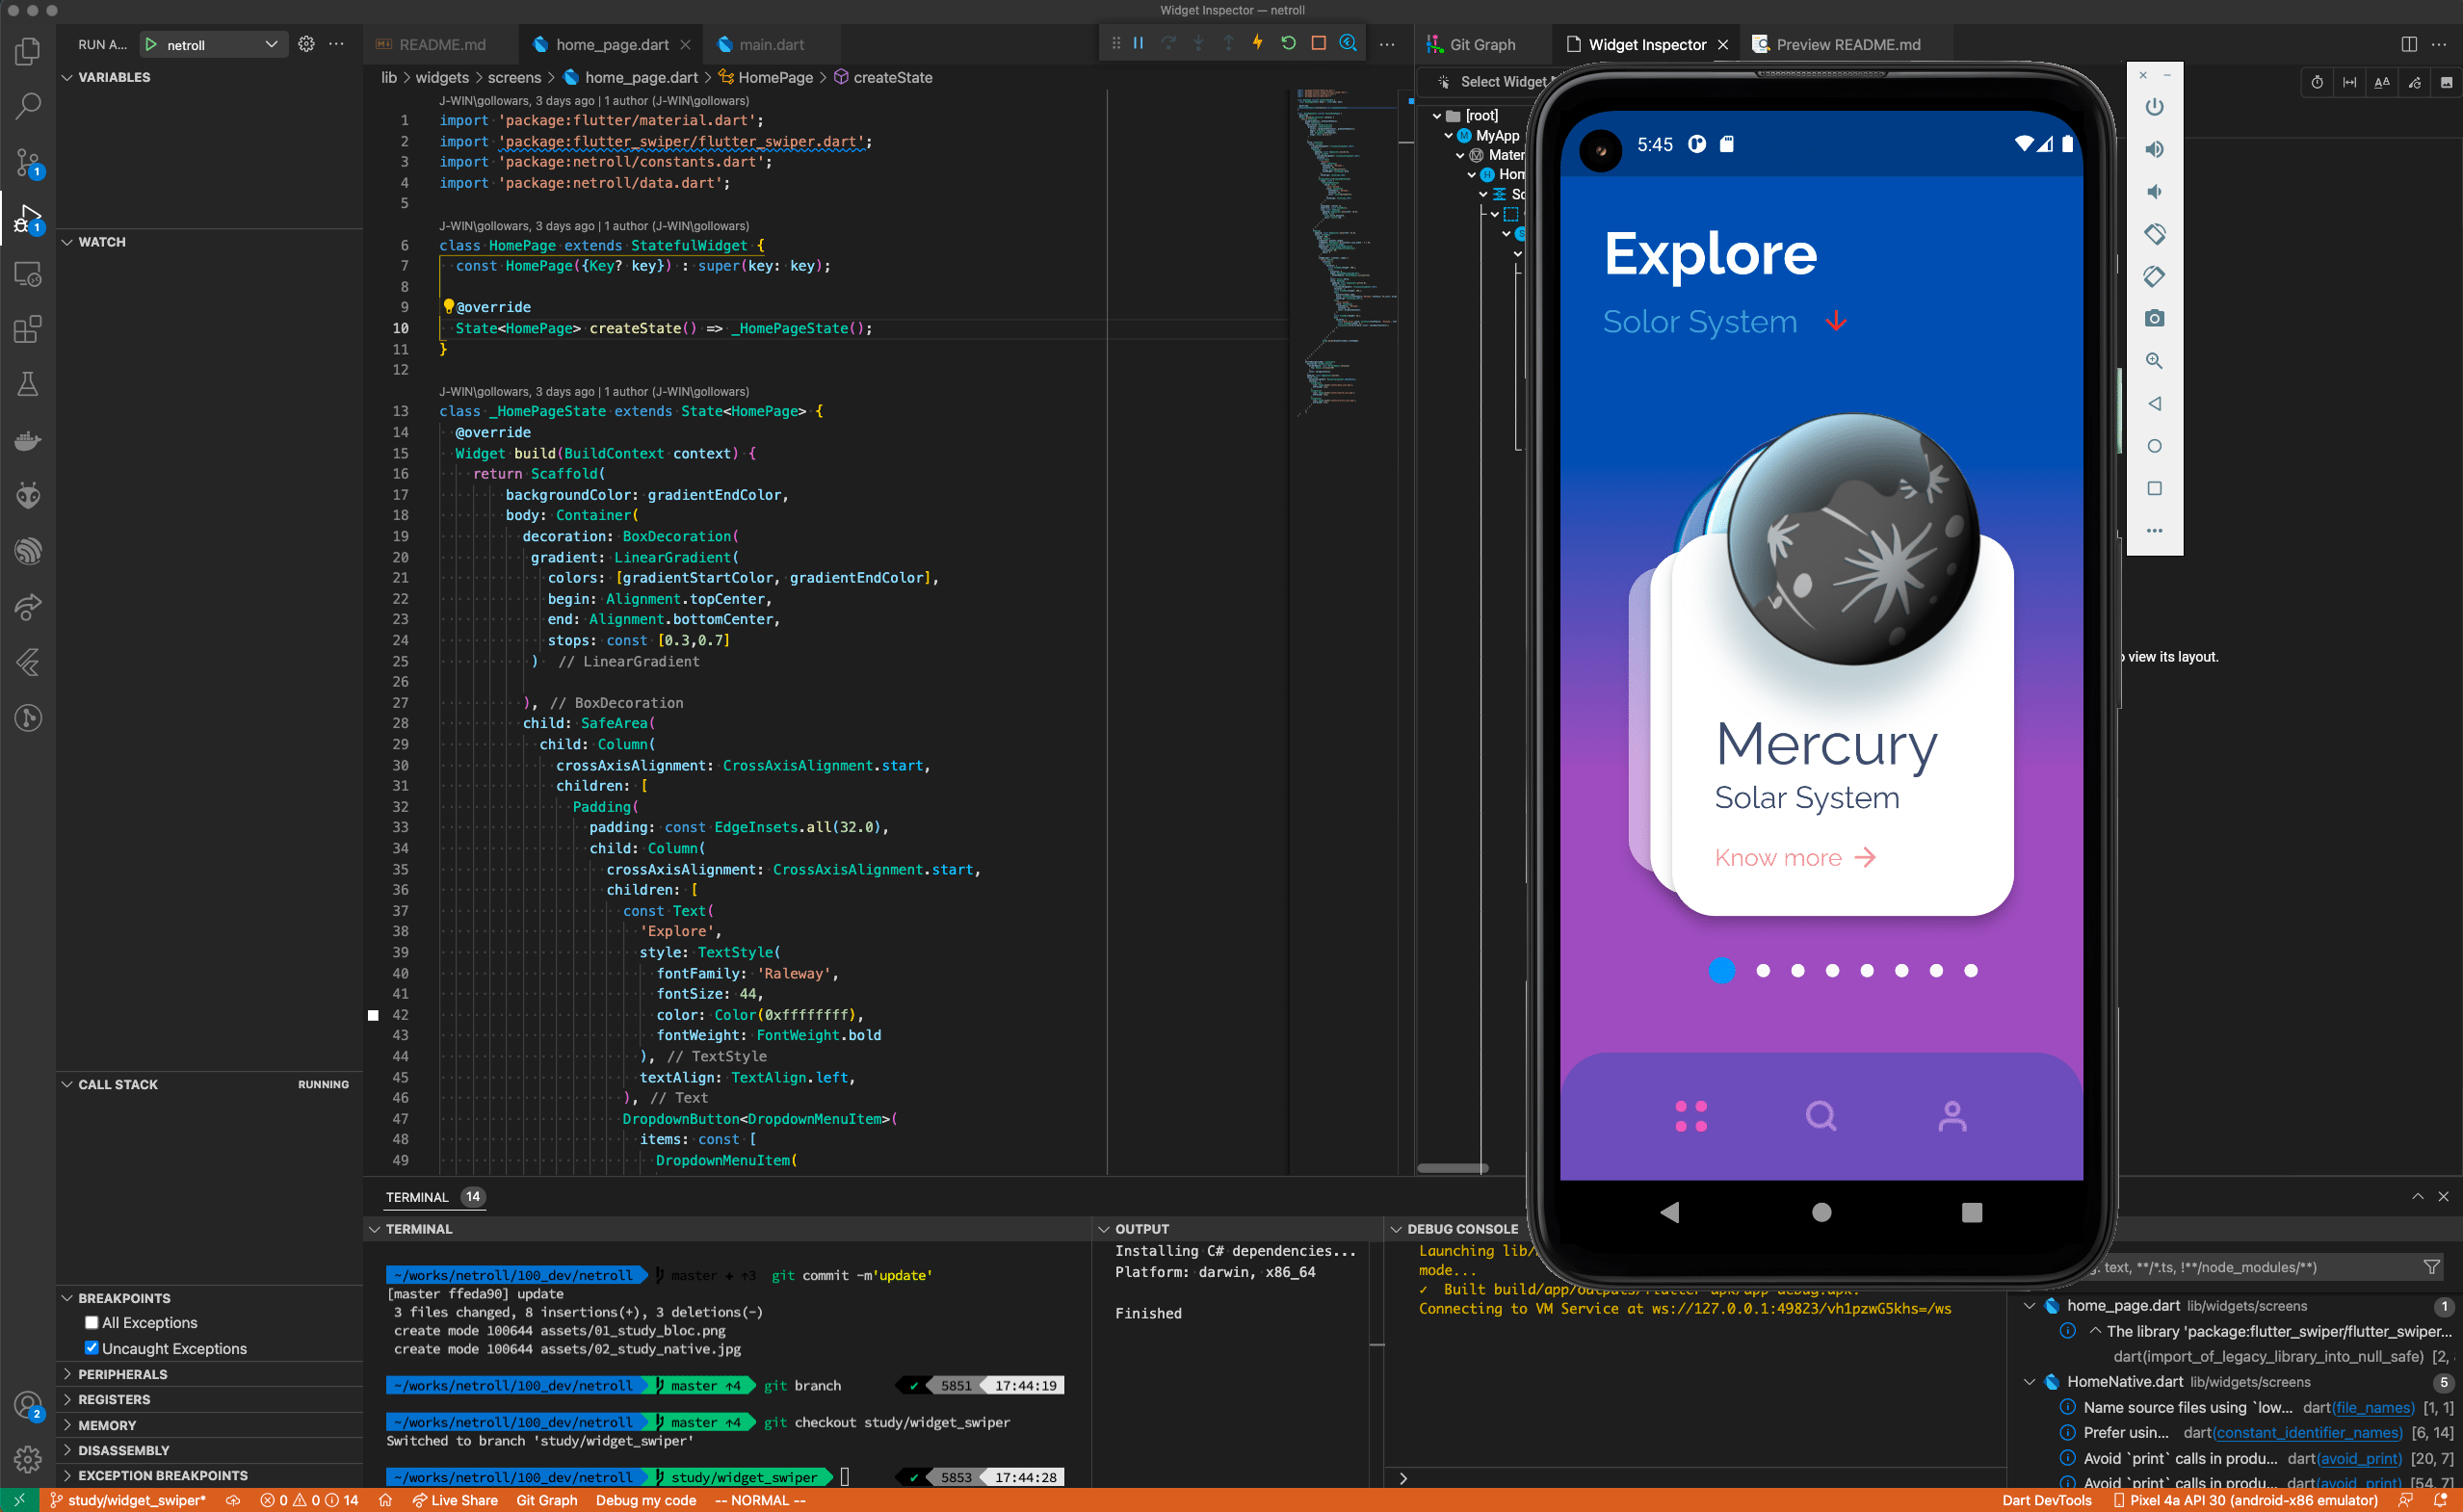 Widget Inspector — netroll
RUN A... netroll
README.md home_page.dart main.dart
Git Graph Widget Inspector Preview README.md
VARIABLES
lib > widgets > screens > home_page.dart > HomePage > createState
Select Widget
WATCH
CALL STACK RUNNING
BREAKPOINTS
All Exceptions
Uncaught Exceptions
PERIPHERALS
REGISTERS
MEMORY
DISASSEMBLY
EXCEPTION BREAKPOINTS
J-WIN\gollowars, 3 days ago | 1 author (J-WIN\gollowars)
1 import 'package:flutter/material.dart';
2 import 'package:flutter_swiper/flutter_swiper.dart';
3 import 'package:netroll/constants.dart';
4 import 'package:netroll/data.dart';
5
J-WIN\gollowars, 3 days ago | 1 author (J-WIN\gollowars)
6 class HomePage extends StatefulWidget {
7 const HomePage({Key? key}) : super(key: key);
8
9 @override
10 State<HomePage> createState() => _HomePageState();
11 }
12
J-WIN\gollowars, 3 days ago | 1 author (J-WIN\gollowars)
13 class _HomePageState extends State<HomePage> {
14 @override
15 Widget build(BuildContext context) {
16 return Scaffold(
17 backgroundColor: gradientEndColor,
18 body: Container(
19 decoration: BoxDecoration(
20 gradient: LinearGradient(
21 colors: [gradientStartColor, gradientEndColor],
22 begin: Alignment.topCenter,
23 end: Alignment.bottomCenter,
24 stops: const [0.3,0.7]
25 ) // LinearGradient
26
27 ), // BoxDecoration
28 child: SafeArea(
29 child: Column(
30 crossAxisAlignment: CrossAxisAlignment.start,
31 children: [
32 Padding(
33 padding: const EdgeInsets.all(32.0),
34 child: Column(
35 crossAxisAlignment: CrossAxisAlignment.start,
36 children: [
37 const Text(
38 'Explore',
39 style: TextStyle(
40 fontFamily: 'Raleway',
41 fontSize: 44,
42 color: Color(0xffffffff),
43 fontWeight: FontWeight.bold
44 ), // TextStyle
45 textAlign: TextAlign.left,
46 ), // Text
47 DropdownButton<DropdownMenuItem>(
48 items: const [
49 DropdownMenuItem(
[root]
MyApp
Mater
Hom
Sc
view its layout.
5:45
Explore
Solor System
Mercury
Solar System
Know more
TERMINAL 14
TERMINAL
~/works/netroll/100_dev/netroll master + ↑3 git commit -m'update'
[master ffeda90] update
3 files changed, 8 insertions(+), 3 deletions(-)
create mode 100644 assets/01_study_bloc.png
create mode 100644 assets/02_study_native.jpg
~/works/netroll/100_dev/netroll master ↑4 git branch ✔ 5851 17:44:19
~/works/netroll/100_dev/netroll master ↑4 git checkout study/widget_swiper
Switched to branch 'study/widget_swiper'
~/works/netroll/100_dev/netroll study/widget_swiper ✔ 5853 17:44:28
OUTPUT
Installing C# dependencies...
Platform: darwin, x86_64
Finished
DEBUG CONSOLE
Launching lib/
mode...
✓ Built build/app/outputs/flutter-apk/app-debug.apk.
Connecting to VM Service at ws://127.0.0.1:49823/vh1pzwG5khs=/ws
g. text, **/*.ts, !**/node_modules/**)
home_page.dart lib/widgets/screens 1
The library 'package:flutter_swiper/flutter_swiper...
dart(import_of_legacy_library_into_null_safe) [2,
HomeNative.dart lib/widgets/screens 5
Name source files using `low... dart(file_names) [1, 1]
Prefer usin... dart(constant_identifier_names) [6, 14]
Avoid `print` calls in produ... dart(avoid_print) [20, 7]
Avoid `print` calls in produ... dart(avoid_print) [54, 7]
study/widget_swiper* 0 0 14 Live Share Git Graph Debug my code -- NORMAL -- Dart DevTools Pixel 4a API 30 (android-x86 emulator)